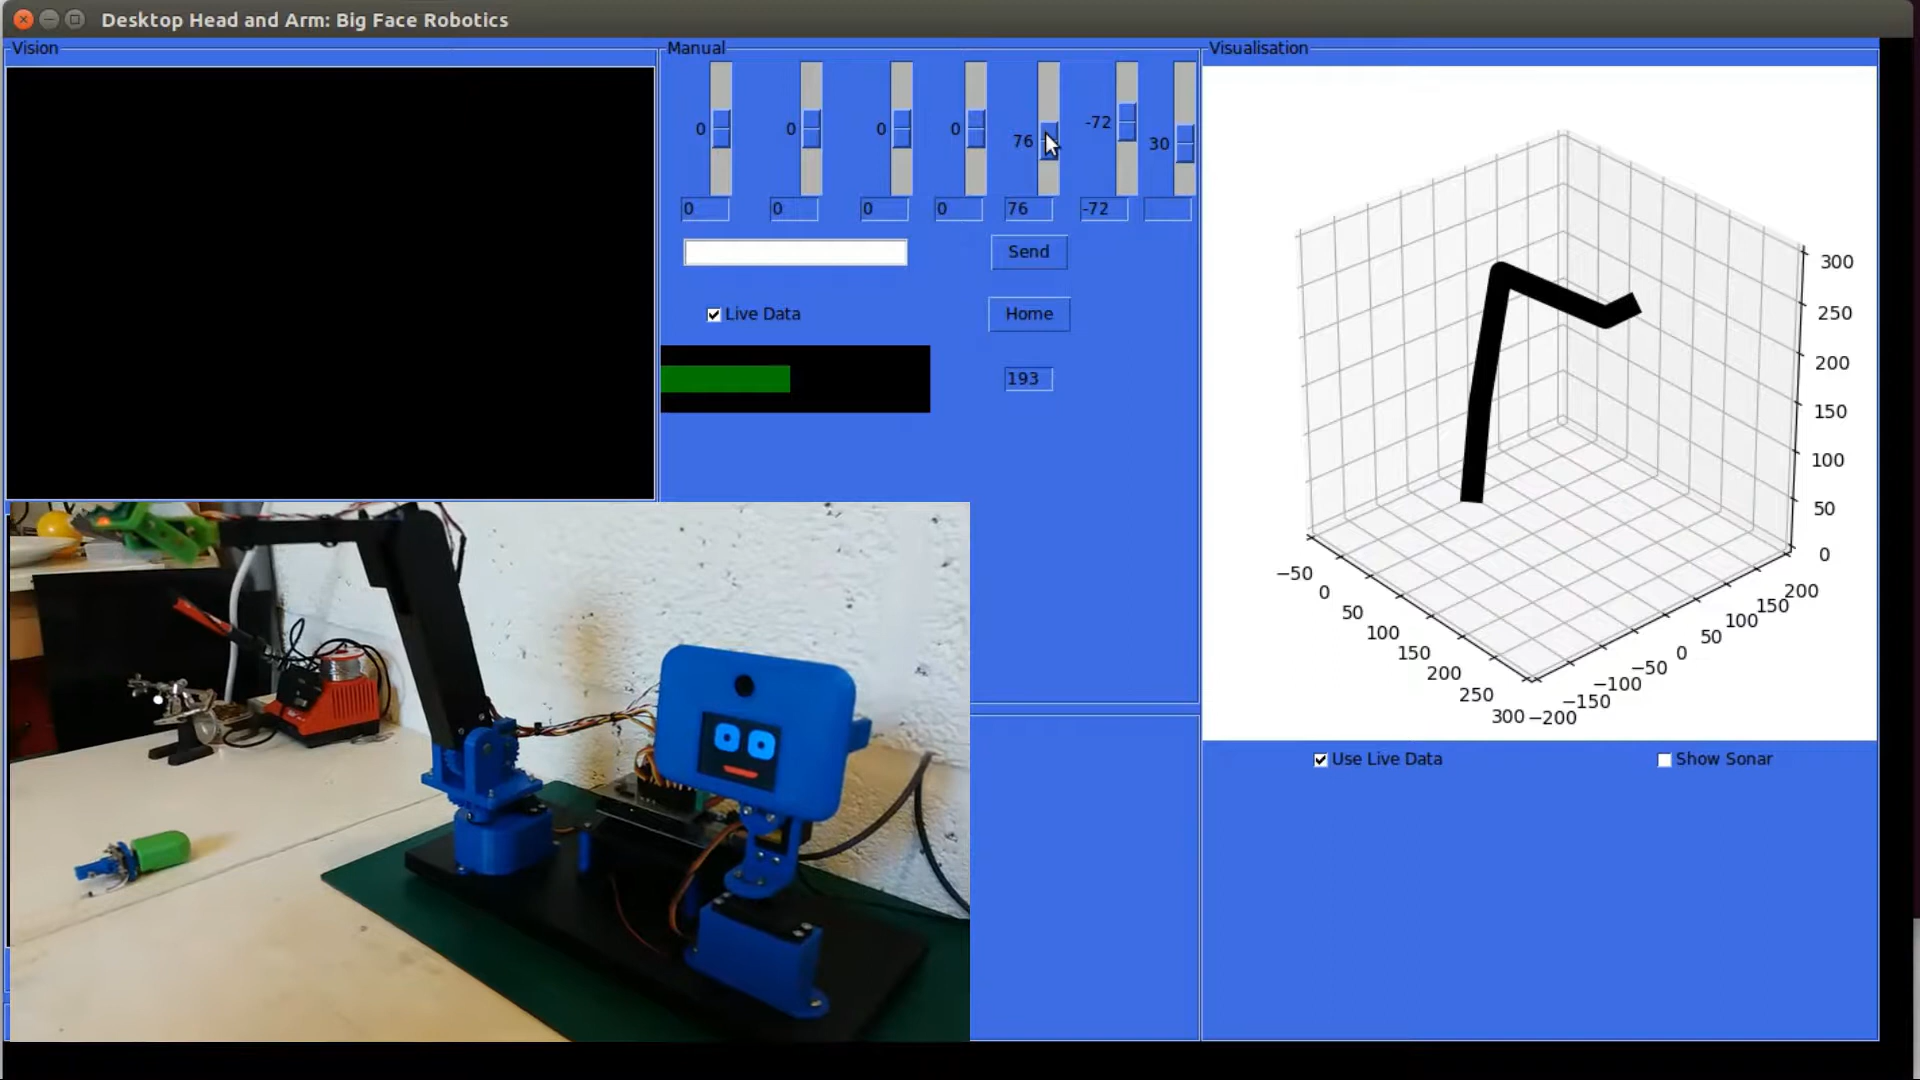 Desktop Head and Arm: Big Face Robotics
Vision
Manual
Visualisation
0 0 0 0 76 -72 30
0 0 0 0 76 -72
Send
Live Data
Home
193
300
250
200
150
100
50
0
−50
0
50
100
150
200
250
300
−200
−150
−100
−50
0
50
100
150
200
Use Live Data
Show Sonar